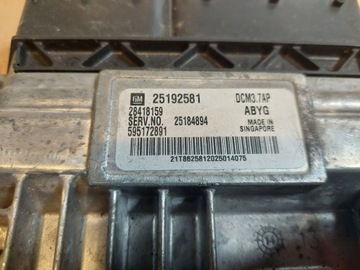 GM 25192581 DCM3.7AP
28418159 ABYG
SERV.NO. 25184894 MADE IN
595172891 SINGAPORE
21T8625812025014075